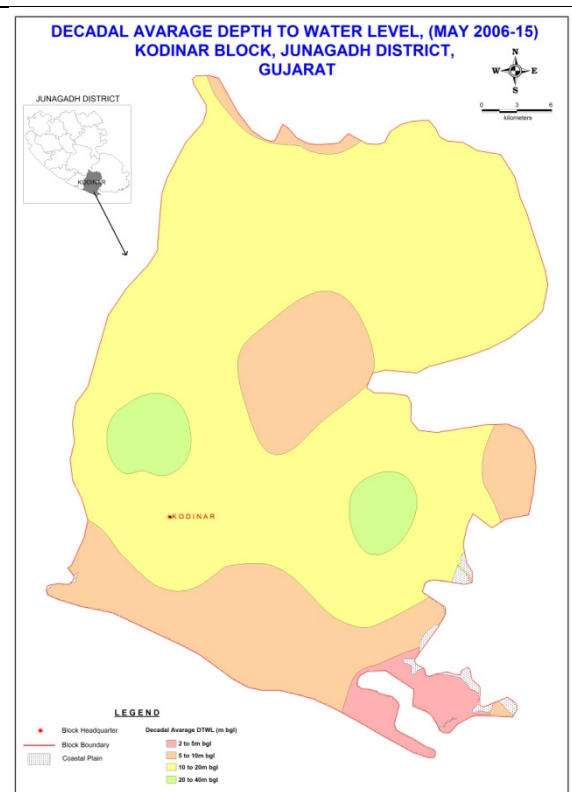 DECADAL AVARAGE DEPTH TO WATER LEVEL, (MAY 2006-15)
KODINAR BLOCK, JUNAGADH DISTRICT,
GUJARAT
N
W E
S
0 3 6
kilometers
JUNAGADH DISTRICT
KODINAR
KODINAR
LEGEND
Block Headquarter
Block Boundary
Coastal Plain
Decadal Avarage DTWL (m bgl)
2 to 5m bgl
5 to 10m bgl
10 to 20m bgl
20 to 40m bgl